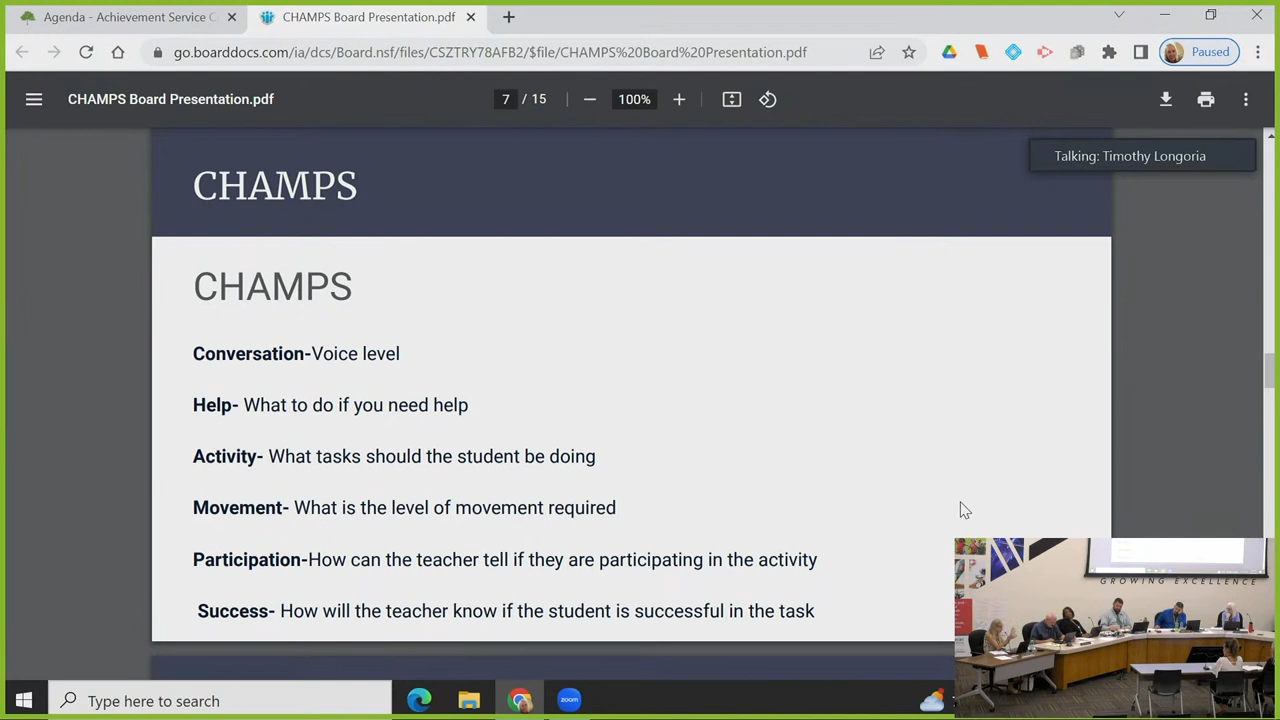 Agenda - Achievement Service C
CHAMPS Board Presentation.pdf
go.boarddocs.com/ia/dcs/Board.nsf/files/CSZTRY78AFB2/$file/CHAMPS%20Board%20Presentation.pdf
Paused
CHAMPS Board Presentation.pdf
7 / 15
100%
Talking: Timothy Longoria
CHAMPS
CHAMPS
Conversation-Voice level
Help- What to do if you need help
Activity- What tasks should the student be doing
Movement- What is the level of movement required
Participation-How can the teacher tell if they are participating in the activity
Success- How will the teacher know if the student is successful in the task
GROWING EXCELLENCE
Type here to search
zoom